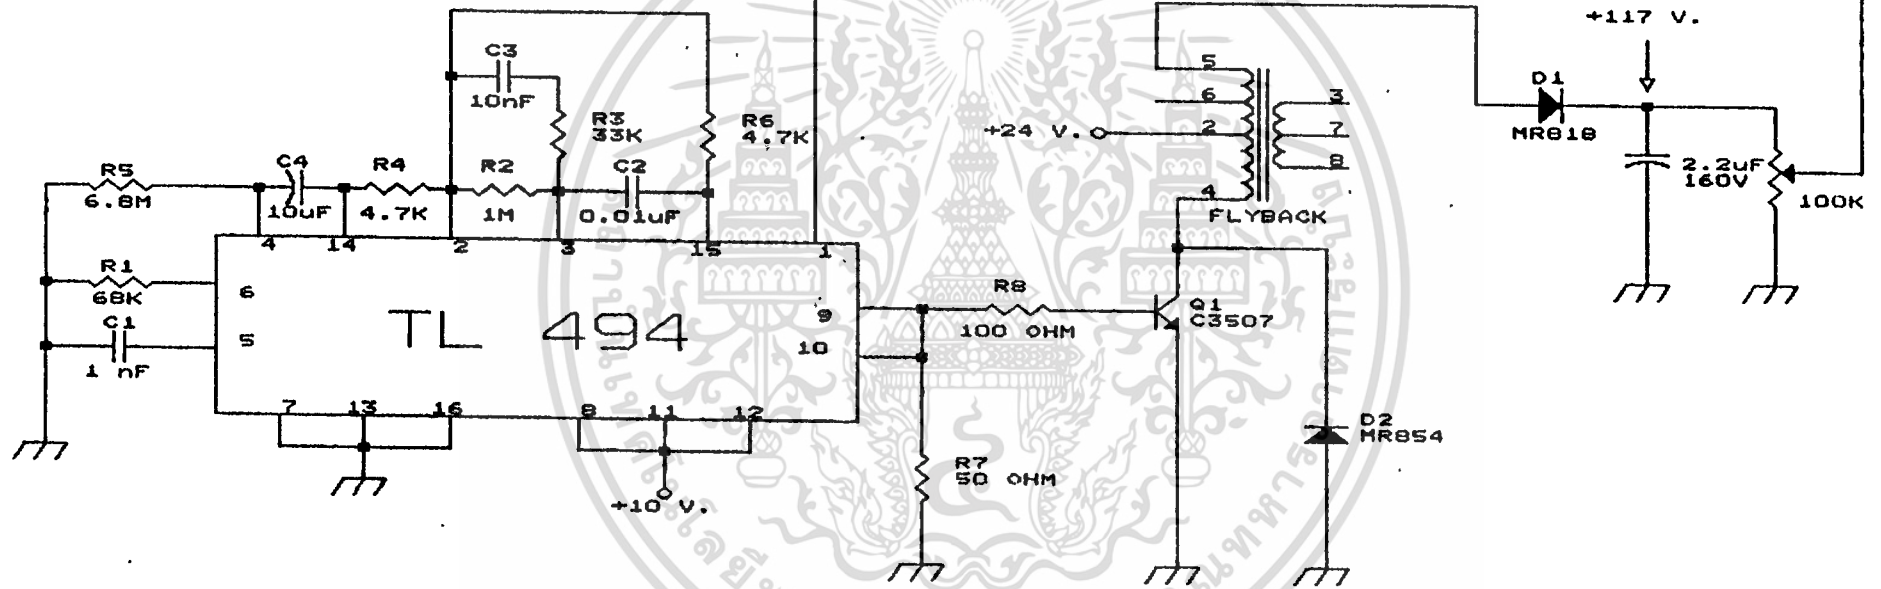 +117 V.
C3
10nF
R3
33K
R6
4.7K
5
6
+24 V.
2
4
FLYBACK
3
7
8
D1
MR818
2.2uF
160V
100K
R5
6.8M
C4
10uF
R4
4.7K
R2
1M
C2
0.01uF
4
14
2
3
15
1
R1
68K
6
C1
1 nF
5
TL 494
9
10
R8
100 OHM
Q1
C3507
7
13
16
8
11
12
+10 V.
R7
50 OHM
D2
MR854